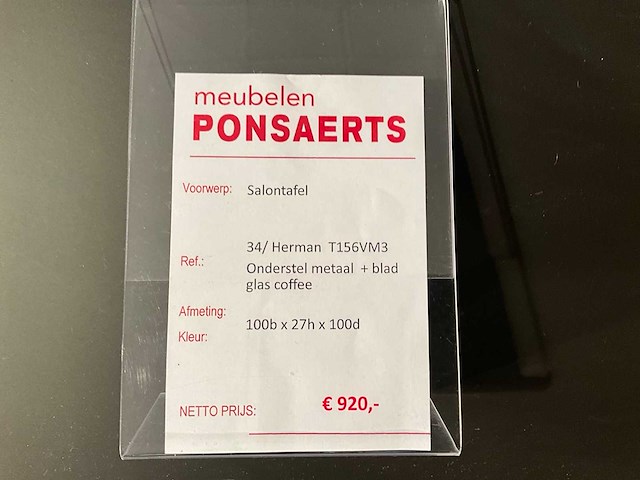 meubelen
PONSAERTS
Voorwerp: Salontafel
34/ Herman T156VM3
Ref.: Onderstel metaal + blad
glas coffee
Afmeting:
100b x 27h x 100d
Kleur:
NETTO PRIJS: € 920,-